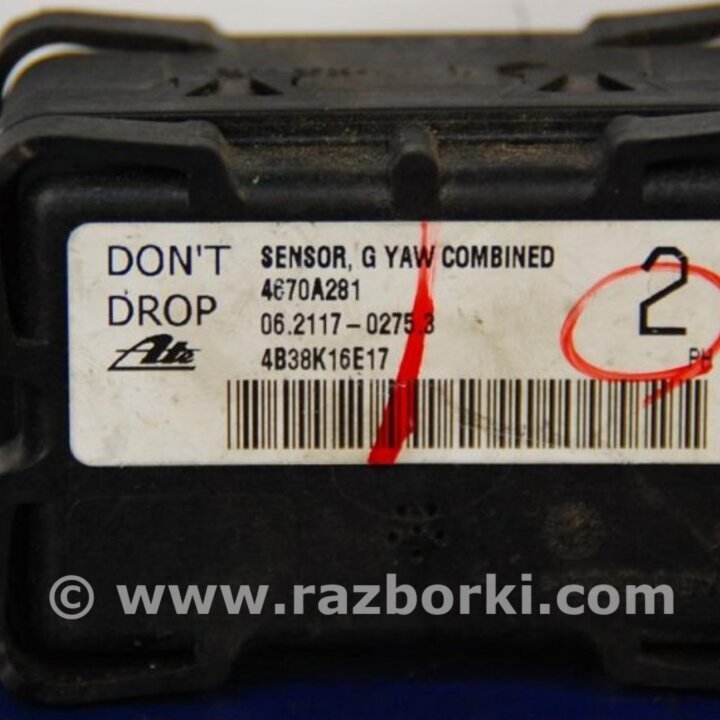 DON'T
DROP
Ate
SENSOR, G YAW COMBINED
4670A281
06.2117-0275.3
4B38K16E17
2
© www.razborki.com